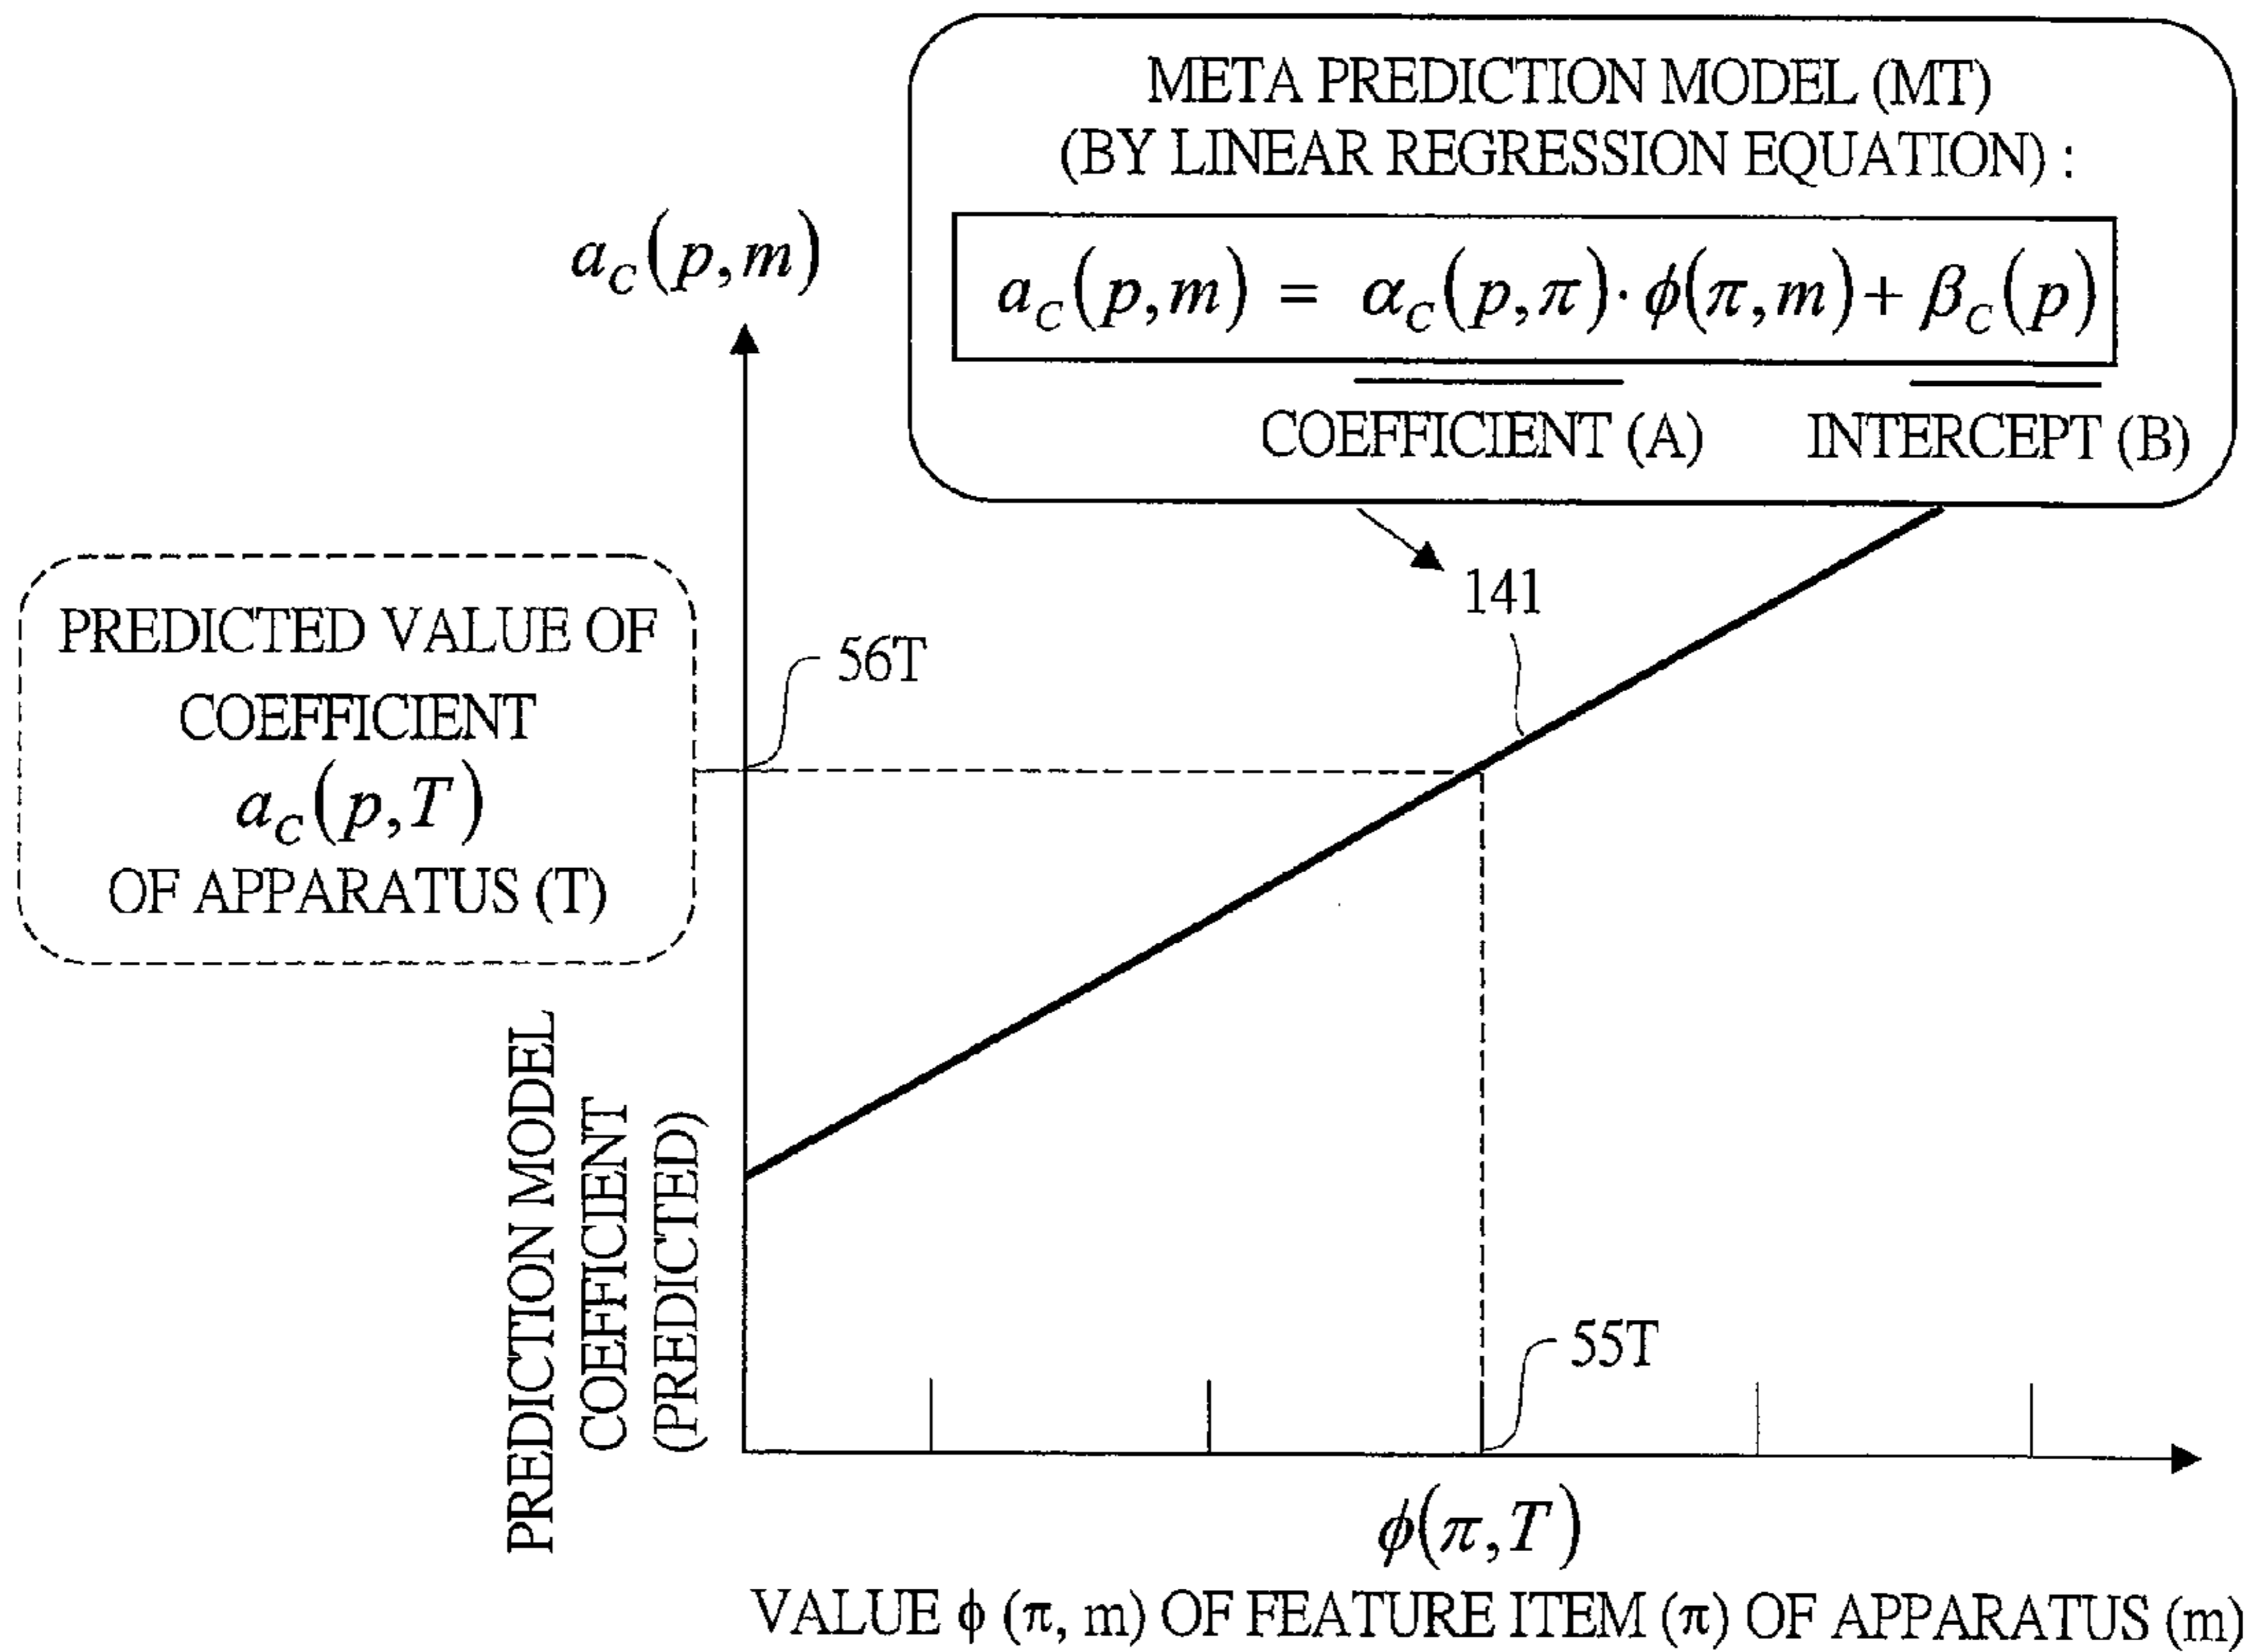 META PREDICTION MODEL (MT)
(BY LINEAR REGRESSION EQUATION) :
a_C(p,m) = α_C(p,π)·ϕ(π,m)+ β_C(p)
COEFFICIENT (A) INTERCEPT (B)
a_C(p,m)
141
56T
PREDICTED VALUE OF
COEFFICIENT
a_C(p,T)
OF APPARATUS (T)
PREDICTION MODEL
COEFFICIENT
(PREDICTED)
55T
ϕ(π,T)
VALUE ϕ (π, m) OF FEATURE ITEM (π) OF APPARATUS (m)